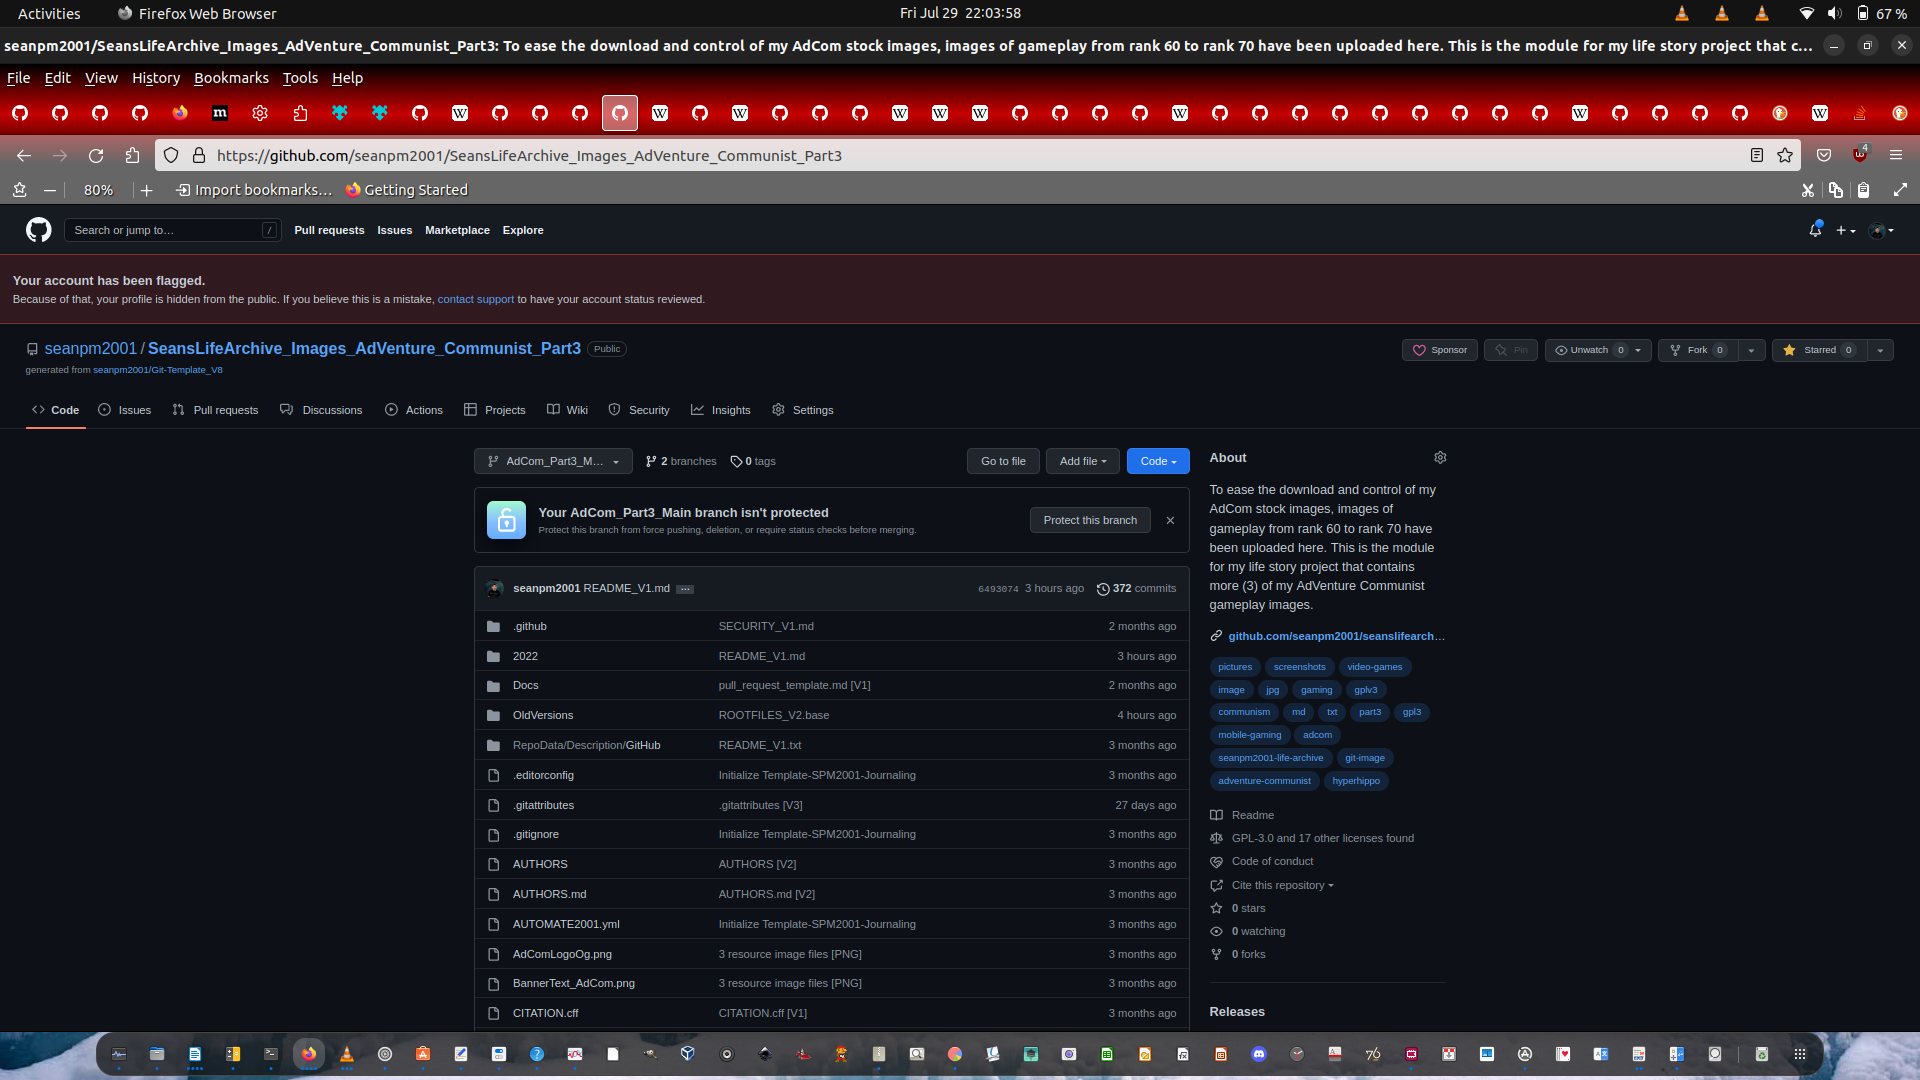 Activities
Firefox Web Browser
Fri Jul 29 22:03:58
67 %
seanpm2001/SeansLifeArchive_Images_AdVenture_Communist_Part3: To ease the download and control of my AdCom stock images, images of gameplay from rank 60 to rank 70 have been uploaded here. This is the module for my life story project that c…
File Edit View History Bookmarks Tools Help
https://github.com/seanpm2001/SeansLifeArchive_Images_AdVenture_Communist_Part3
4
80%
Import bookmarks…
Getting Started
Search or jump to…
/
Pull requests
Issues
Marketplace
Explore
Your account has been flagged.
Because of that, your profile is hidden from the public. If you believe this is a mistake, contact support to have your account status reviewed.
seanpm2001 / SeansLifeArchive_Images_AdVenture_Communist_Part3 Public
generated from seanpm2001/Git-Template_V8
Sponsor
Pin
Unwatch 0
Fork 0
Starred 0
Code
Issues
Pull requests
Discussions
Actions
Projects
Wiki
Security
Insights
Settings
AdCom_Part3_M…
2 branches
0 tags
Go to file
Add file
Code
Your AdCom_Part3_Main branch isn't protected
Protect this branch from force pushing, deletion, or require status checks before merging.
Protect this branch
seanpm2001 README_V1.md … 6493074 3 hours ago 372 commits
.github SECURITY_V1.md 2 months ago
2022 README_V1.md 3 hours ago
Docs pull_request_template.md [V1] 2 months ago
OldVersions ROOTFILES_V2.base 4 hours ago
RepoData/Description/GitHub README_V1.txt 3 months ago
.editorconfig Initialize Template-SPM2001-Journaling 3 months ago
.gitattributes .gitattributes [V3] 27 days ago
.gitignore Initialize Template-SPM2001-Journaling 3 months ago
AUTHORS AUTHORS [V2] 3 months ago
AUTHORS.md AUTHORS.md [V2] 3 months ago
AUTOMATE2001.yml Initialize Template-SPM2001-Journaling 3 months ago
AdComLogoOg.png 3 resource image files [PNG] 3 months ago
BannerText_AdCom.png 3 resource image files [PNG] 3 months ago
CITATION.cff CITATION.cff [V1] 3 months ago
About
To ease the download and control of my
AdCom stock images, images of
gameplay from rank 60 to rank 70 have
been uploaded here. This is the module
for my life story project that contains
more (3) of my AdVenture Communist
gameplay images.
github.com/seanpm2001/seanslifearch…
pictures screenshots video-games
image jpg gaming gplv3
communism md txt part3 gpl3
mobile-gaming adcom
seanpm2001-life-archive git-image
adventure-communist hyperhippo
Readme
GPL-3.0 and 17 other licenses found
Code of conduct
Cite this repository
0 stars
0 watching
0 forks
Releases